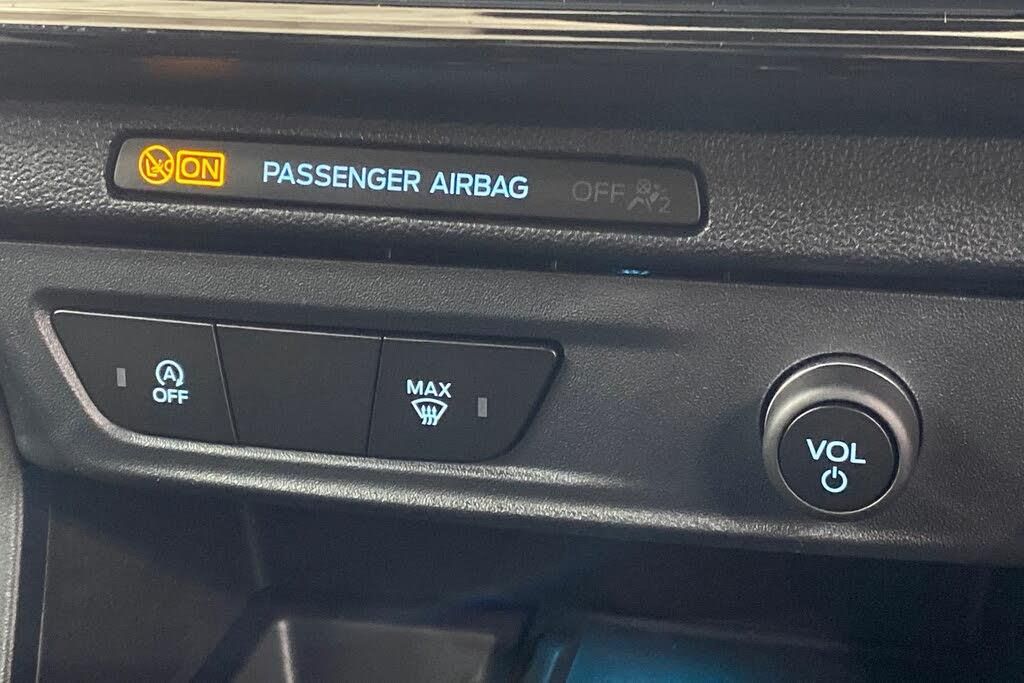 ON PASSENGER AIRBAG OFF 2
A
OFF
MAX
VOL